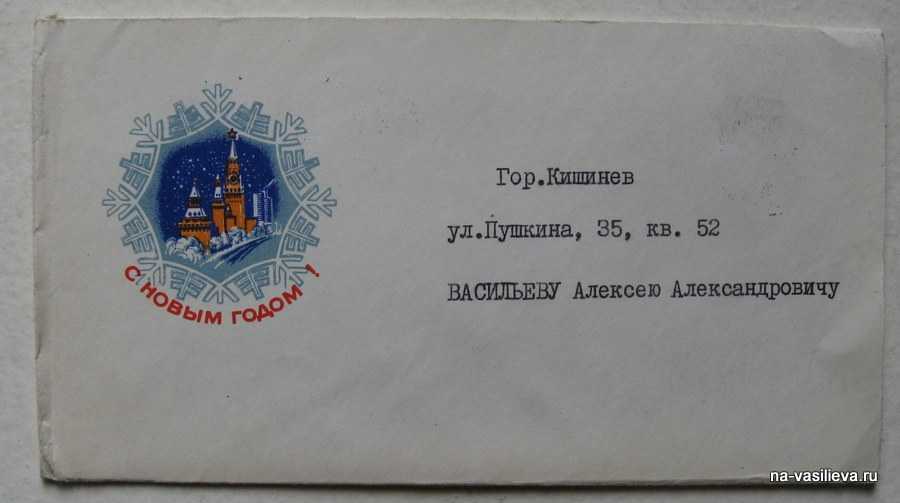 С НОВЫМ ГОДОМ!
Гор.Кишинев
ул.Пушкина, 35, кв. 52
ВАСИЛЬЕВУ Алексею Александровичу
na-vasilieva.ru